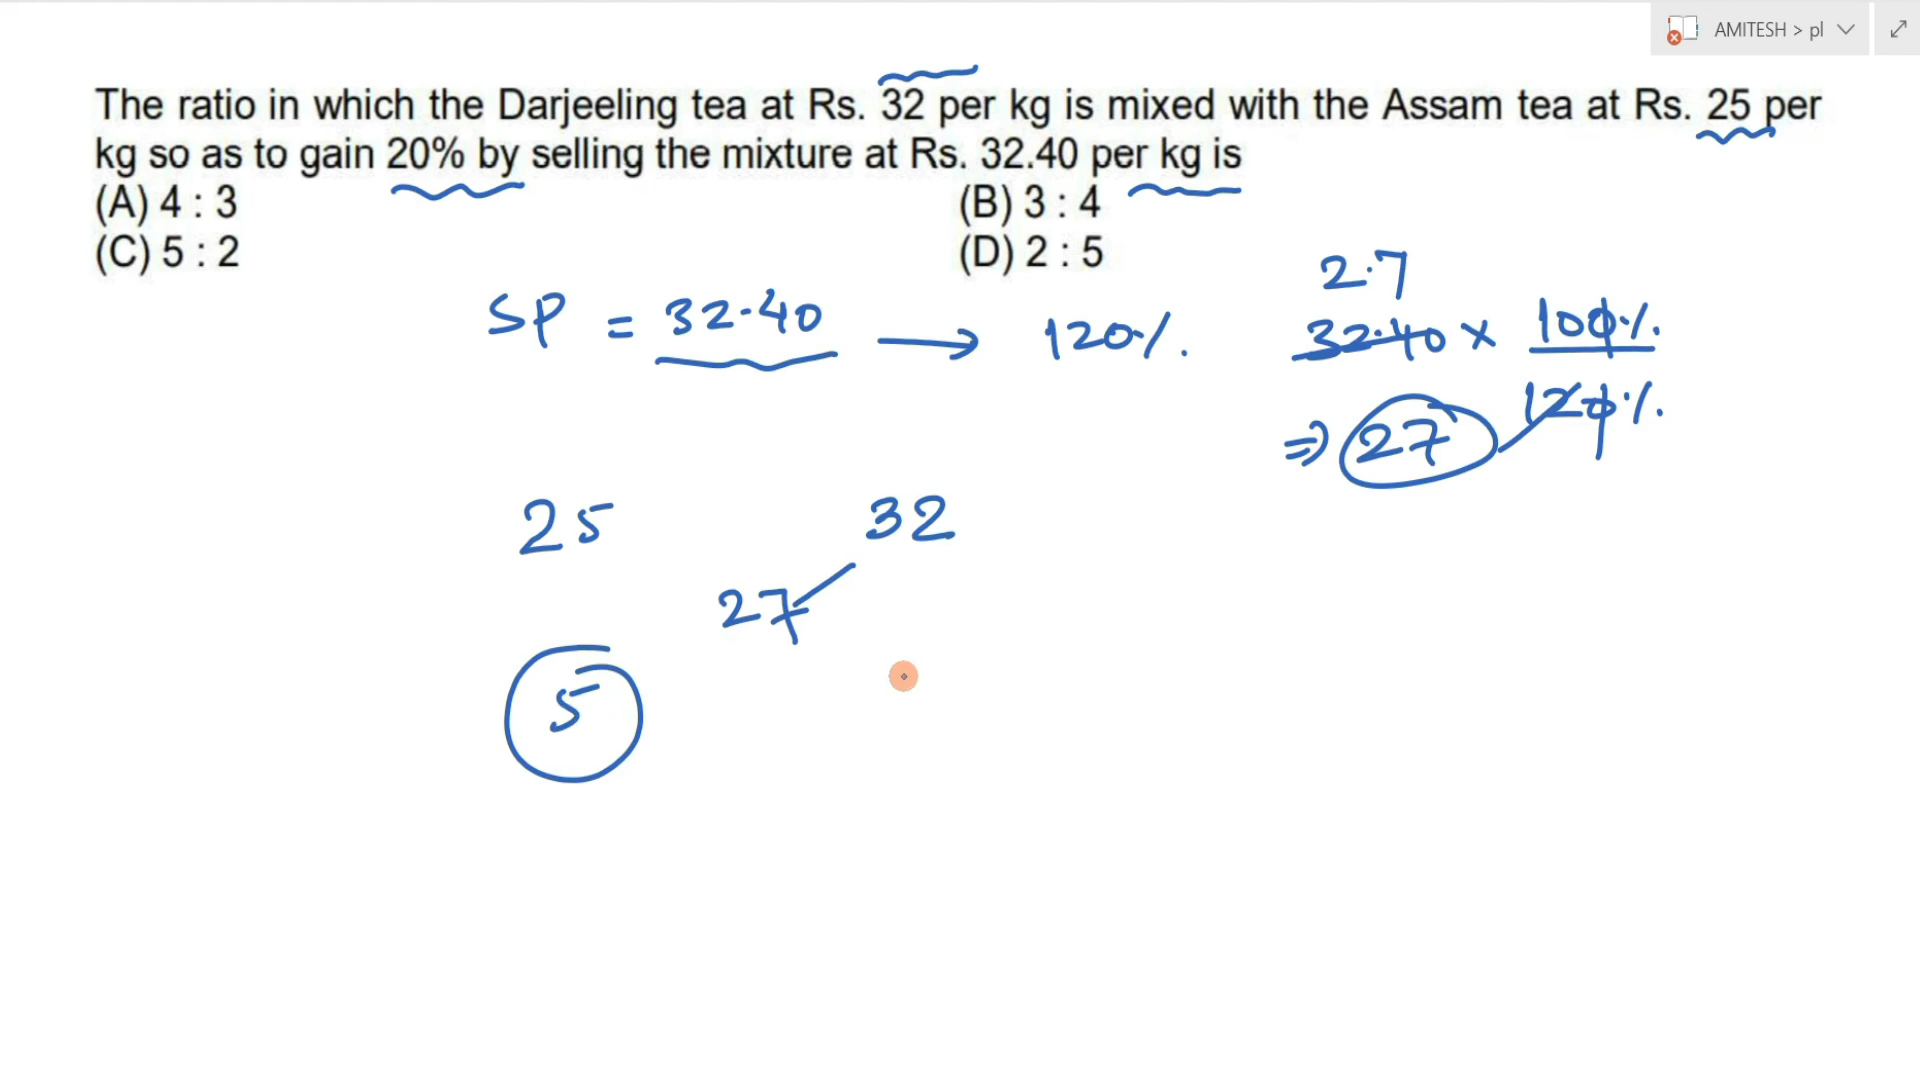 AMITESH > pl
The ratio in which the Darjeeling tea at Rs. 32 per kg is mixed with the Assam tea at Rs. 25 per
kg so as to gain 20% by selling the mixture at Rs. 32.40 per kg is
(A) 4 : 3 (B) 3 : 4
(C) 5 : 2 (D) 2 : 5
2.7
SP = 32.40 → 120%. 32.40 × 100%.
120%.
⇒ 27
25 32
27
5